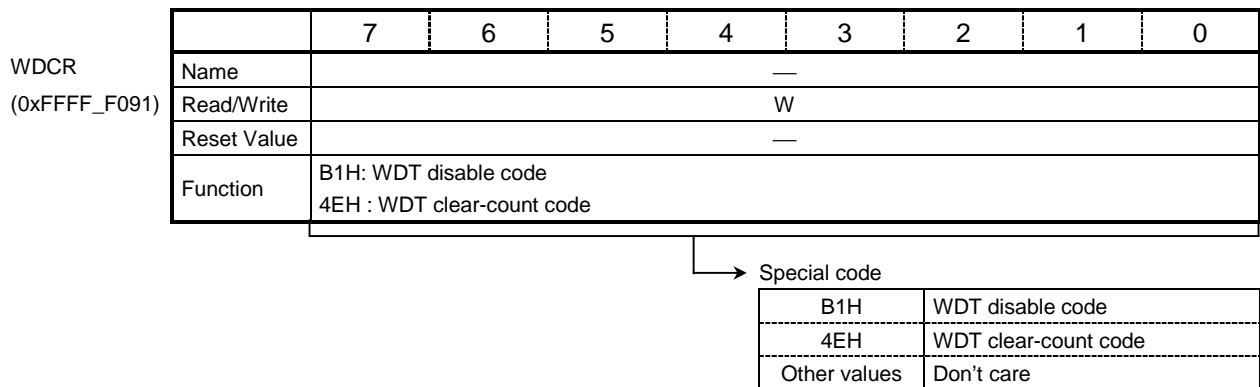 7 6 5 4 3 2 1 0
WDCR
(0xFFFF_F091)
Name —
Read/Write W
Reset Value —
Function
B1H: WDT disable code
4EH : WDT clear-count code
Special code
B1H WDT disable code
4EH WDT clear-count code
Other values Don't care